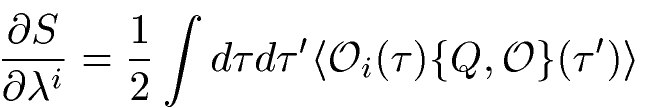 ∂S/∂λ^i = 1/2 ∫ dτdτ′⟨𝒪_i(τ){Q, 𝒪}(τ′)⟩